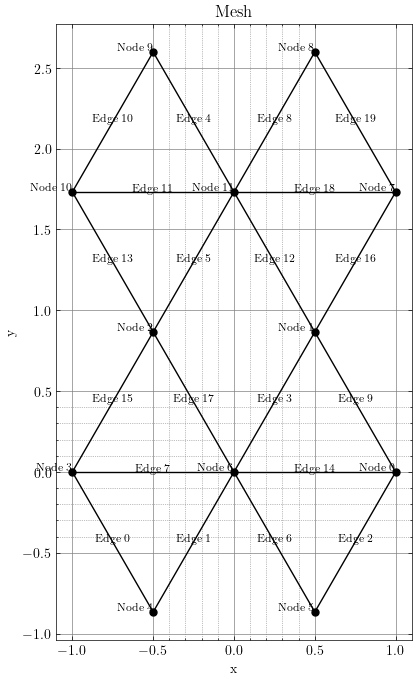 Mesh
Node 9
Node 8
2.5
Edge 10
Edge 4
Edge 8
Edge 19
2.0
Node 10
Edge 11
Node 11
Edge 18
Node 7
1.5
Edge 13
Edge 5
Edge 12
Edge 16
1.0
Node 2
Node 1
y
0.5
Edge 15
Edge 17
Edge 3
Edge 9
0.0
Node 3
Edge 7
Node 6
Edge 14
Node 0
Edge 0
Edge 1
Edge 6
Edge 2
−0.5
Node 4
Node 5
−1.0
−1.0 −0.5 0.0 0.5 1.0
x